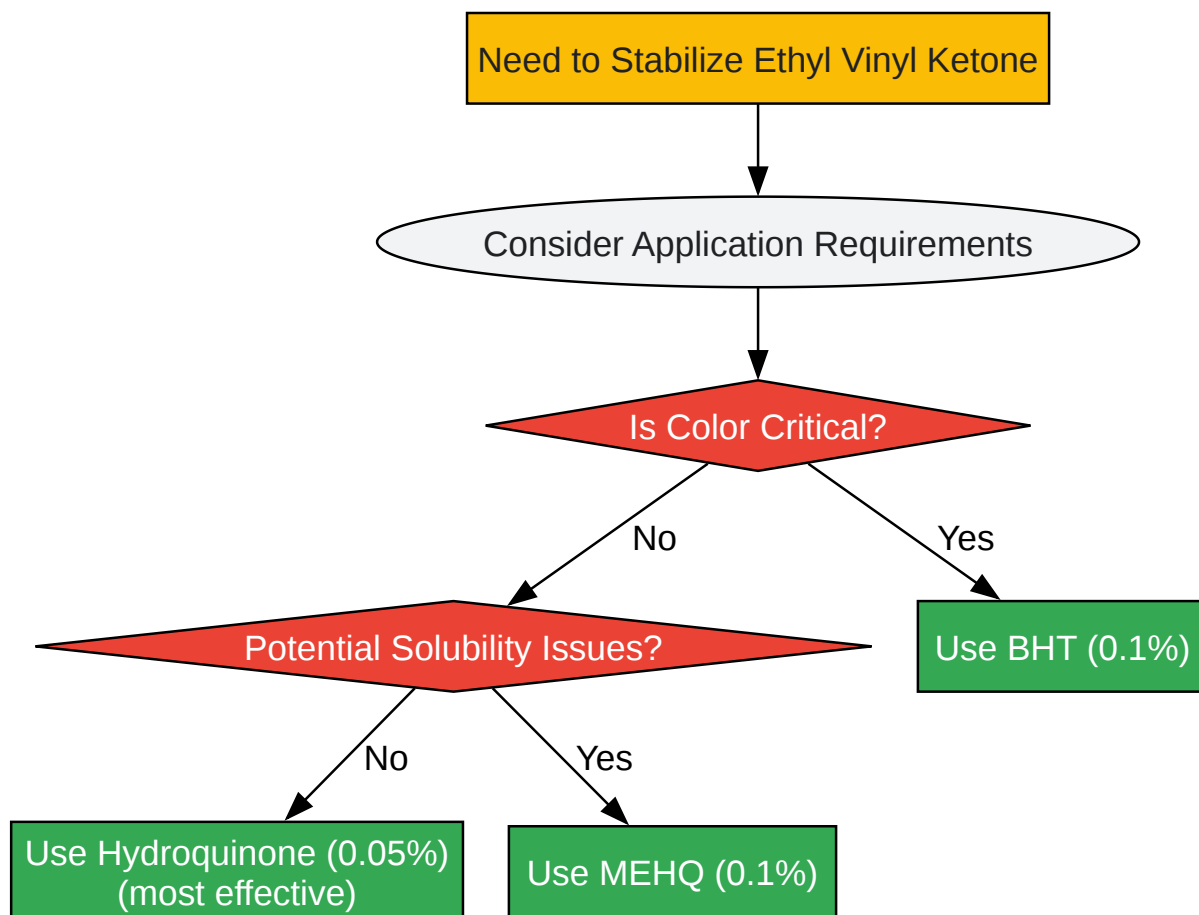 Need to Stabilize Ethyl Vinyl Ketone
Consider Application Requirements
Is Color Critical?
No
Yes
Potential Solubility Issues?
Use BHT (0.1%)
No
Yes
Use Hydroquinone (0.05%)
(most effective)
Use MEHQ (0.1%)